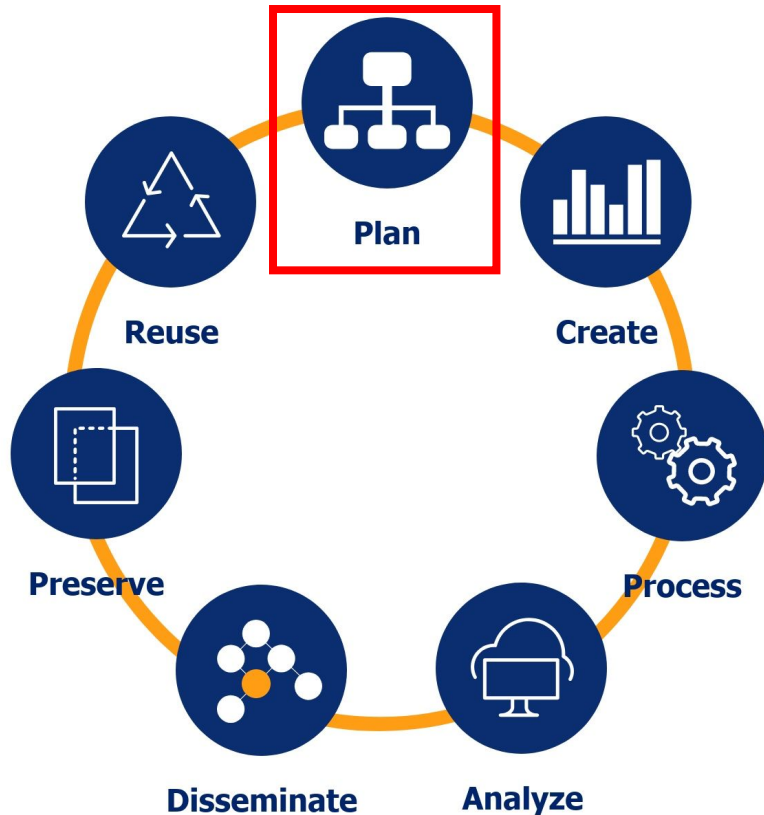 Plan
Create
Process
Analyze
Disseminate
Preserve
Reuse